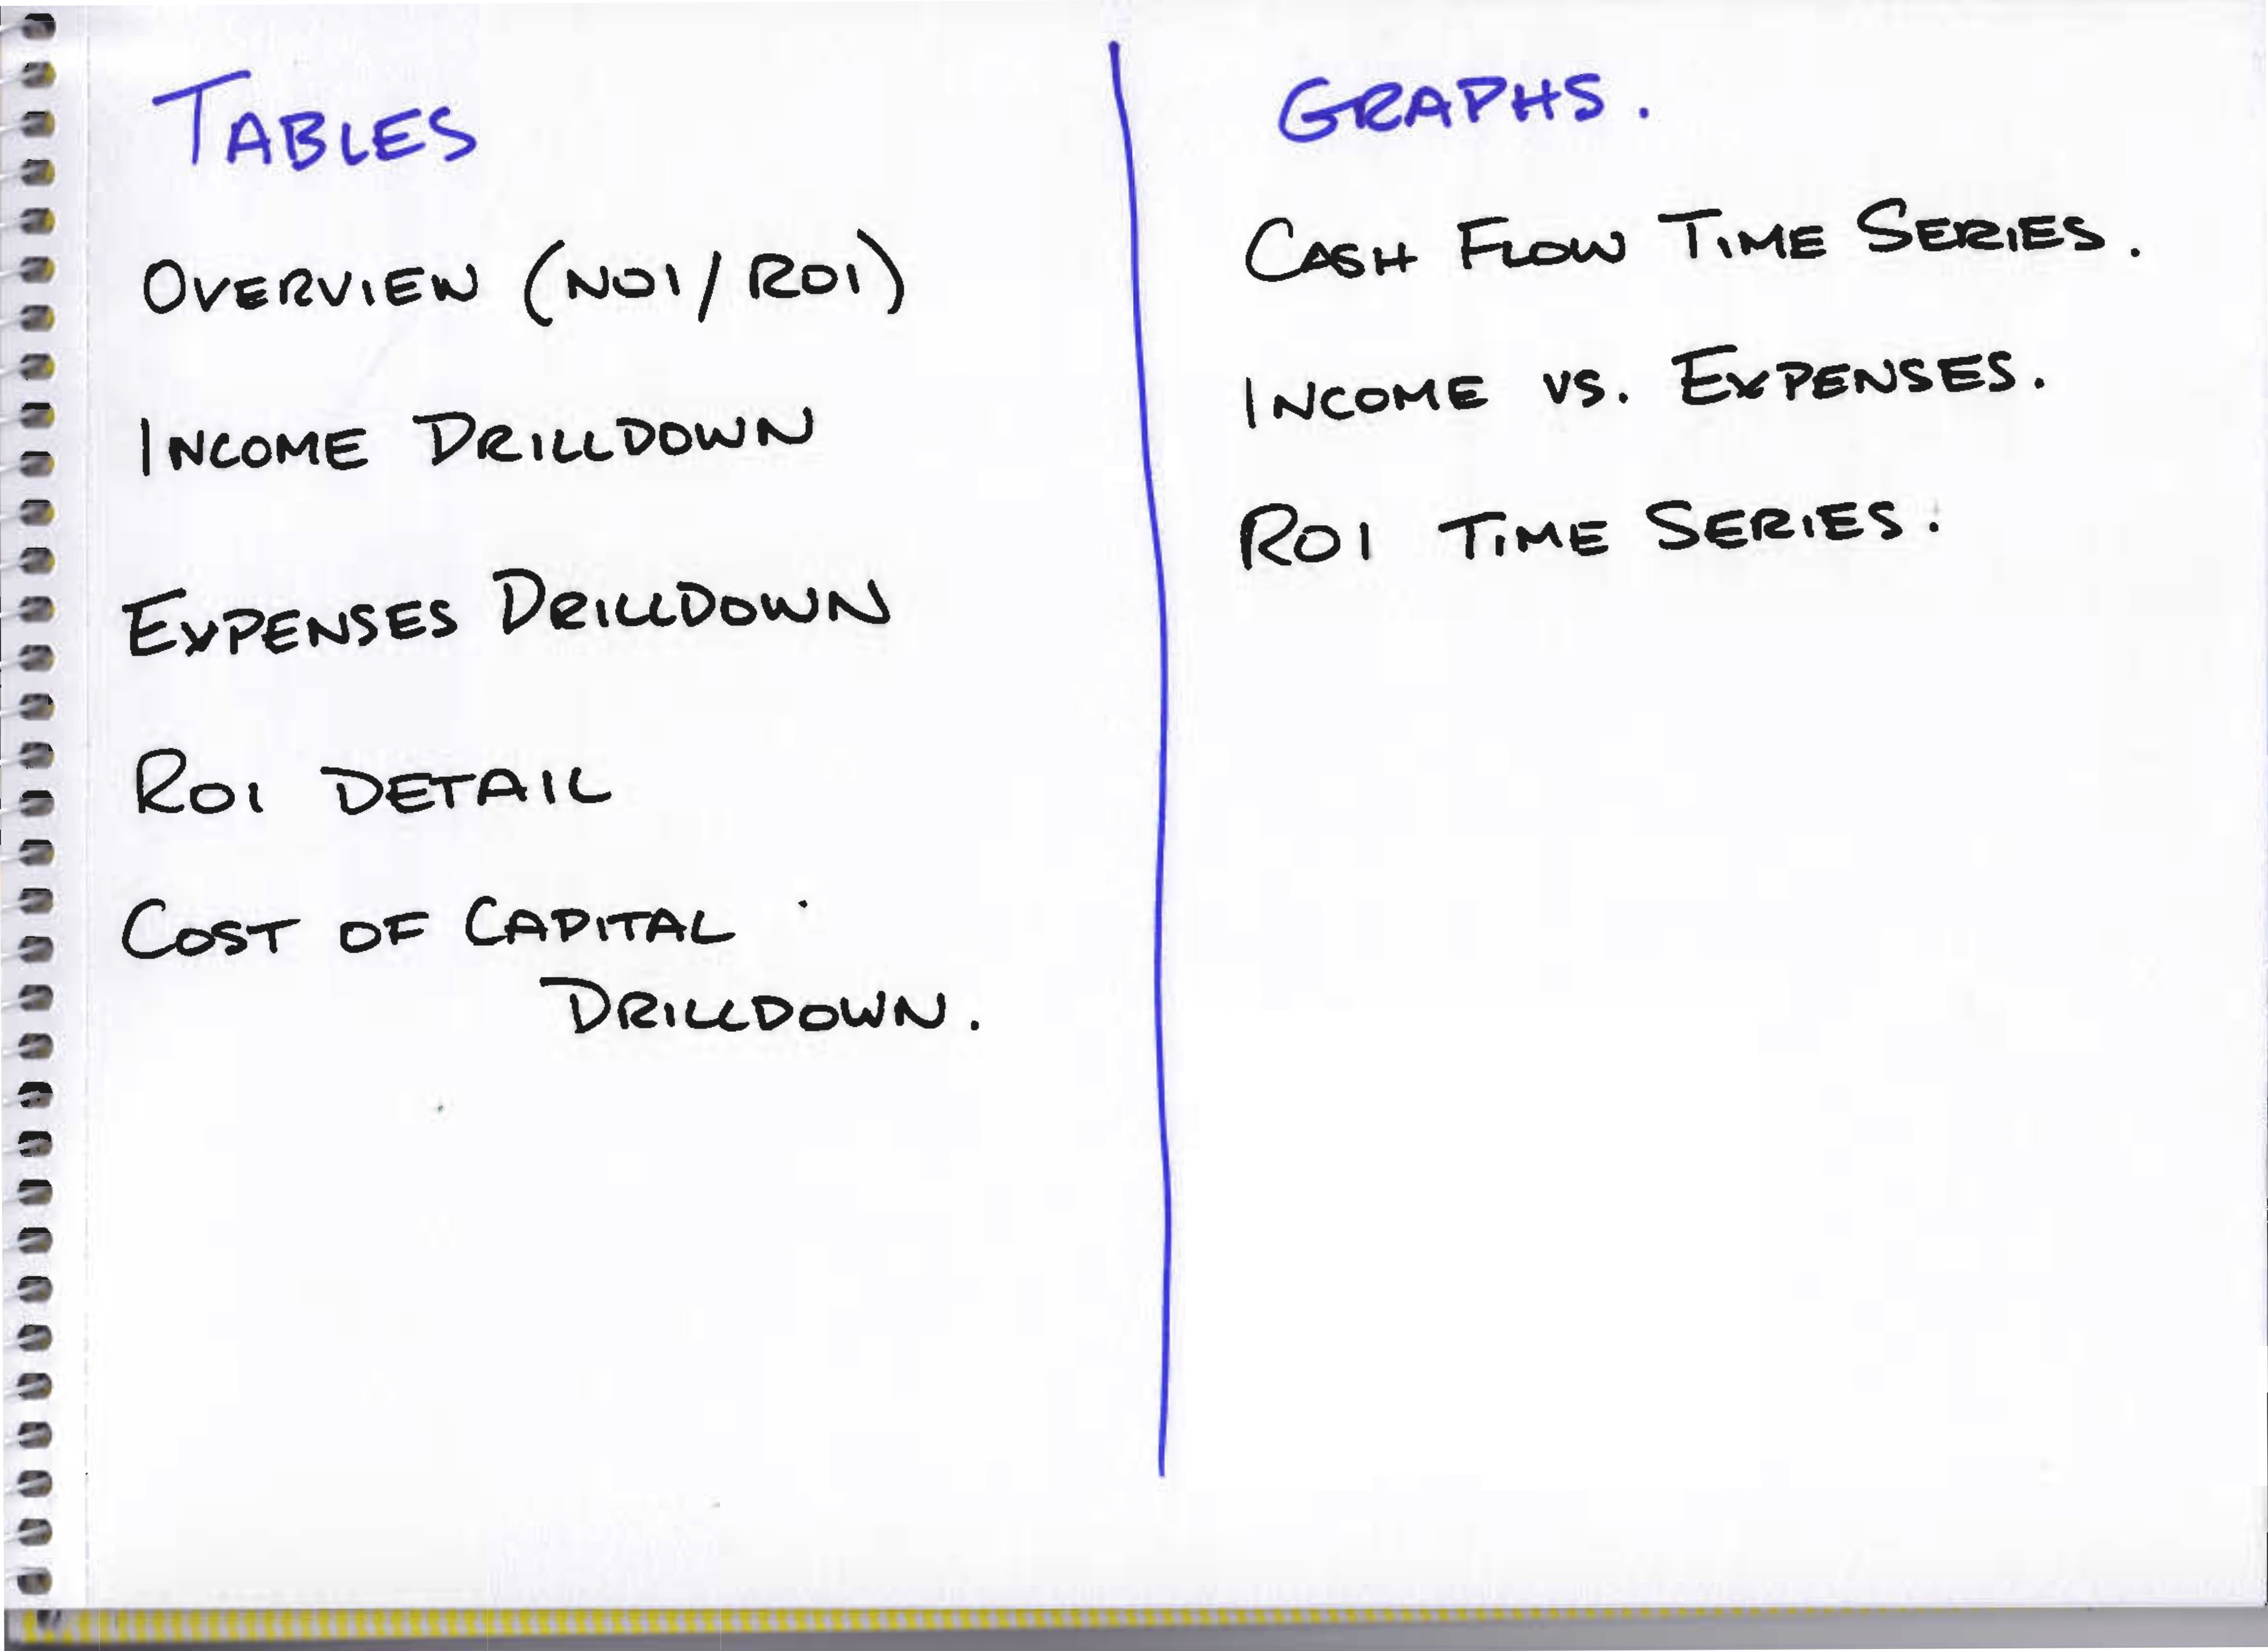 TABLES
OVERVIEW (NOI/ROI)
INCOME DRILLDOWN
EXPENSES DRILLDOWN
ROI DETAIL
COST OF CAPITAL
DRILLDOWN.
GRAPHS.
CASH FLOW TIME SERIES.
INCOME VS. EXPENSES.
ROI TIME SERIES.